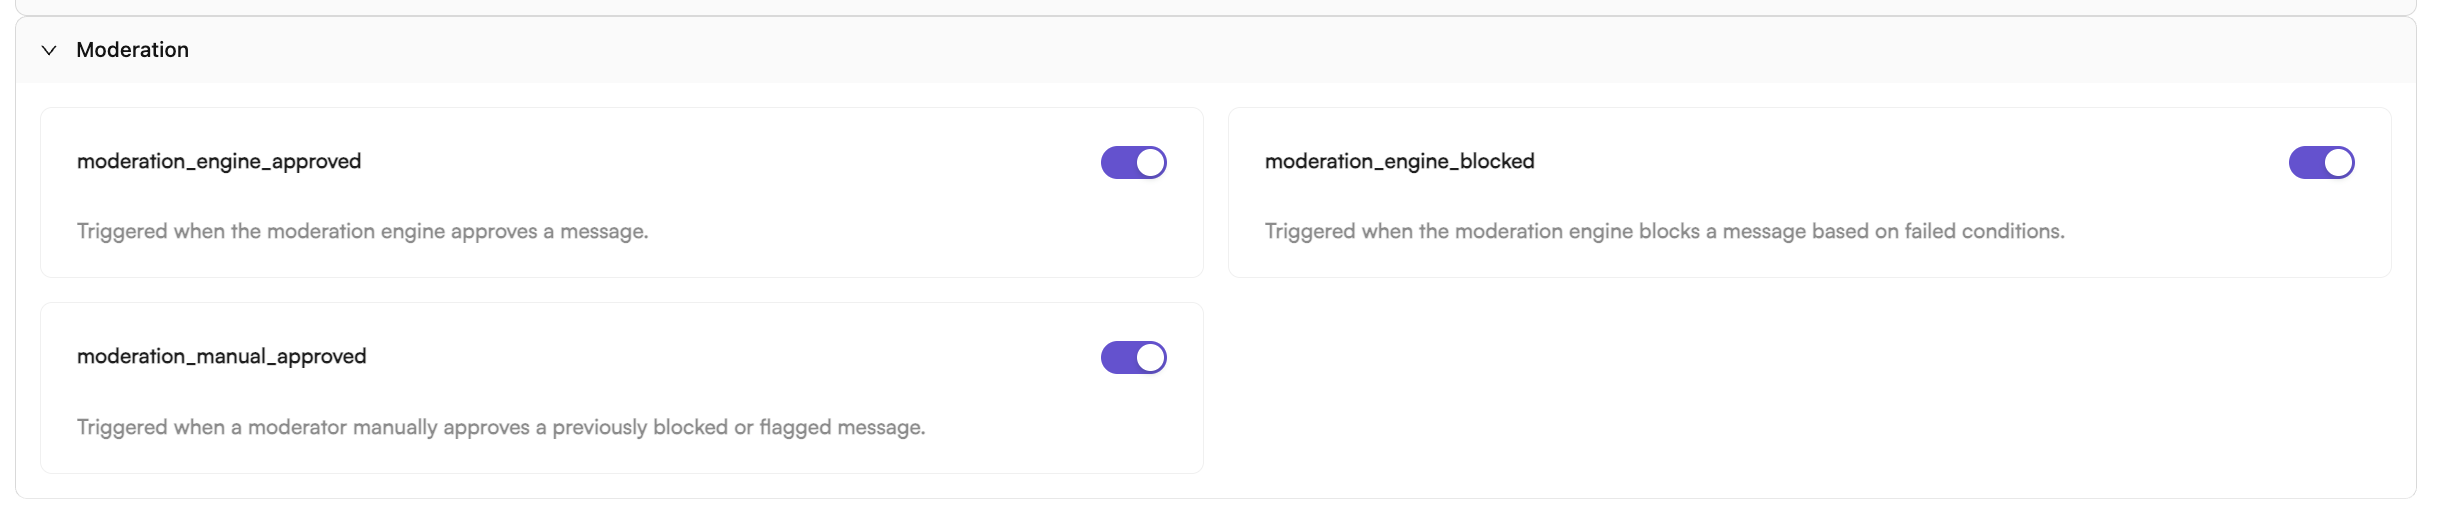 Moderation
moderation_engine_approved
Triggered when the moderation engine approves a message.
moderation_engine_blocked
Triggered when the moderation engine blocks a message based on failed conditions.
moderation_manual_approved
Triggered when a moderator manually approves a previously blocked or flagged message.